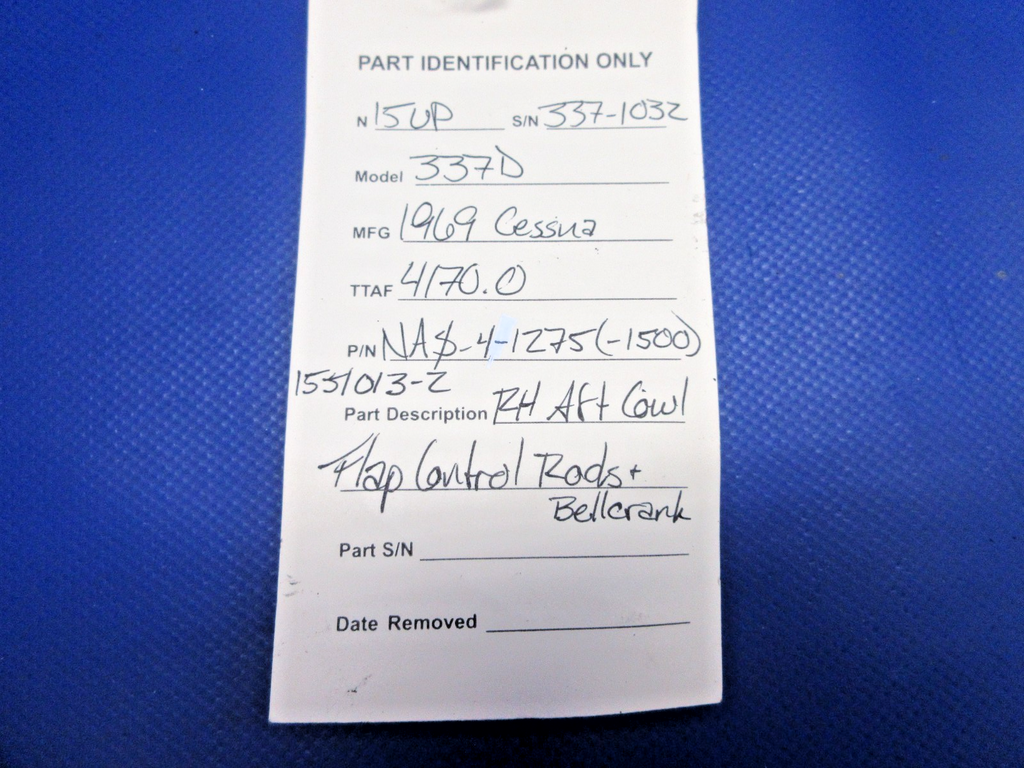 PART IDENTIFICATION ONLY
N 15UP S/N 337-1032
Model 337D
MFG 1969 Cessna
TTAF 4170.0
P/N NAS-4-1275(-1500)
1551013-2
Part Description RH Aft Cowl
Flap Control Rods +
Bellcrank
Part S/N
Date Removed